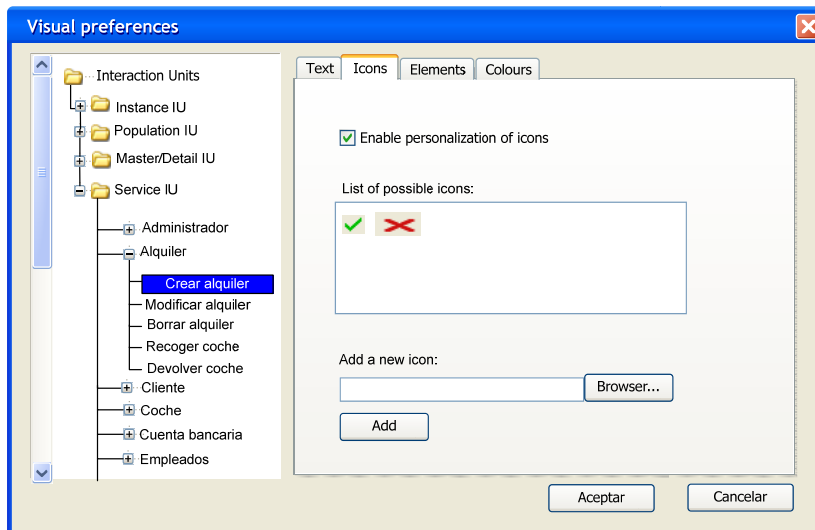 Visual preferences
Interaction Units
Instance IU
Population IU
Master/Detail IU
Service IU
Administrador
Alquiler
Crear alquiler
Modificar alquiler
Borrar alquiler
Recoger coche
Devolver coche
Cliente
Coche
Cuenta bancaria
Empleados
Text Icons Elements Colours
Enable personalization of icons
List of possible icons:
Add a new icon:
Browser...
Add
Aceptar Cancelar